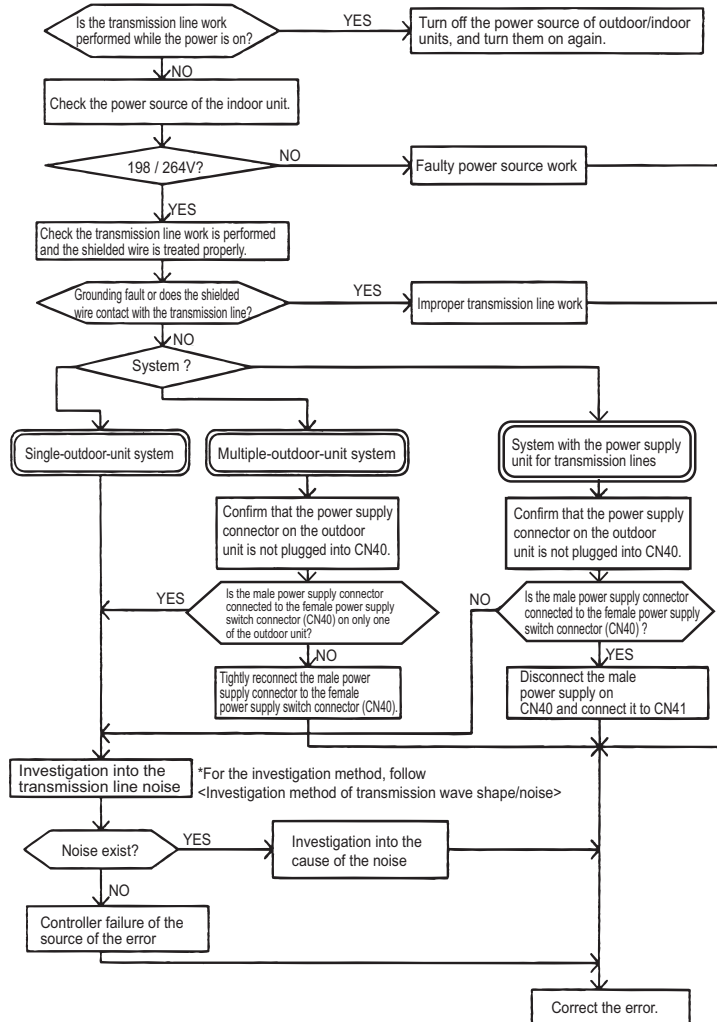 Is the transmission line work
performed while the power is on?
YES
Turn off the power source of outdoor/indoor
units, and turn them on again.
NO
Check the power source of the indoor unit.
198 / 264V?
NO
Faulty power source work
YES
Check the transmission line work is performed
and the shielded wire is treated properly.
Grounding fault or does the shielded
wire contact with the transmission line?
YES
Improper transmission line work
NO
System ?
Single-outdoor-unit system
Multiple-outdoor-unit system
System with the power supply
unit for transmission lines
Confirm that the power supply
connector on the outdoor
unit is not plugged into CN40.
Confirm that the power supply
connector on the outdoor
unit is not plugged into CN40.
YES
Is the male power supply connector
connected to the female power supply
switch connector (CN40) on only one
of the outdoor unit?
NO
Is the male power supply connector
connected to the female power supply
switch connector (CN40) ?
NO
Tightly reconnect the male power
supply connector to the female
power supply switch connector (CN40).
YES
Disconnect the male
power supply on
CN40 and connect it to CN41
Investigation into the
transmission line noise
*For the investigation method, follow
<Investigation method of transmission wave shape/noise>
Noise exist?
YES
Investigation into the
cause of the noise
NO
Controller failure of the
source of the error
Correct the error.